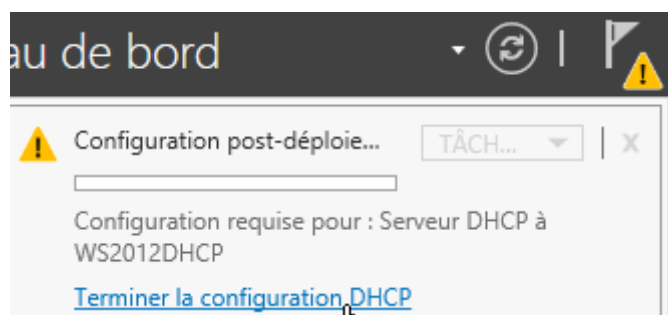 au de bord
Configuration post-déploie... TÂCH...
Configuration requise pour : Serveur DHCP à
WS2012DHCP
Terminer la configuration DHCP